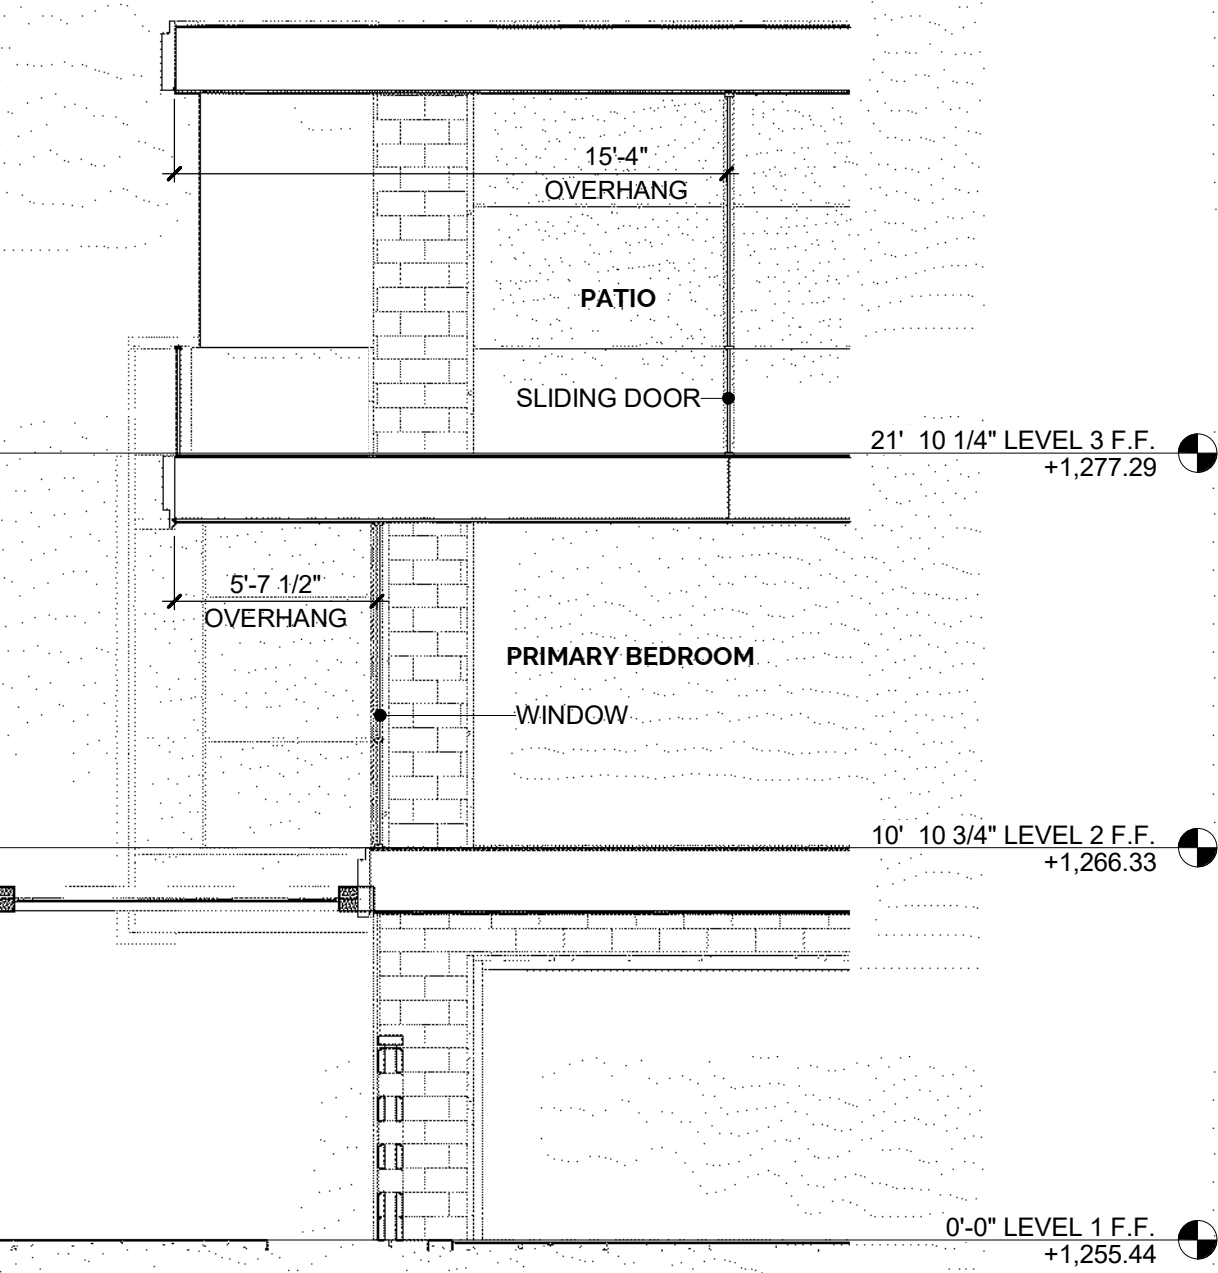 15'-4"
OVERHANG
PATIO
SLIDING DOOR
21'  10 1/4" LEVEL 3 F.F.
+1,277.29
5'-7 1/2"
OVERHANG
PRIMARY BEDROOM
WINDOW
10'  10 3/4" LEVEL 2 F.F.
+1,266.33
0'-0" LEVEL 1 F.F.
+1,255.44